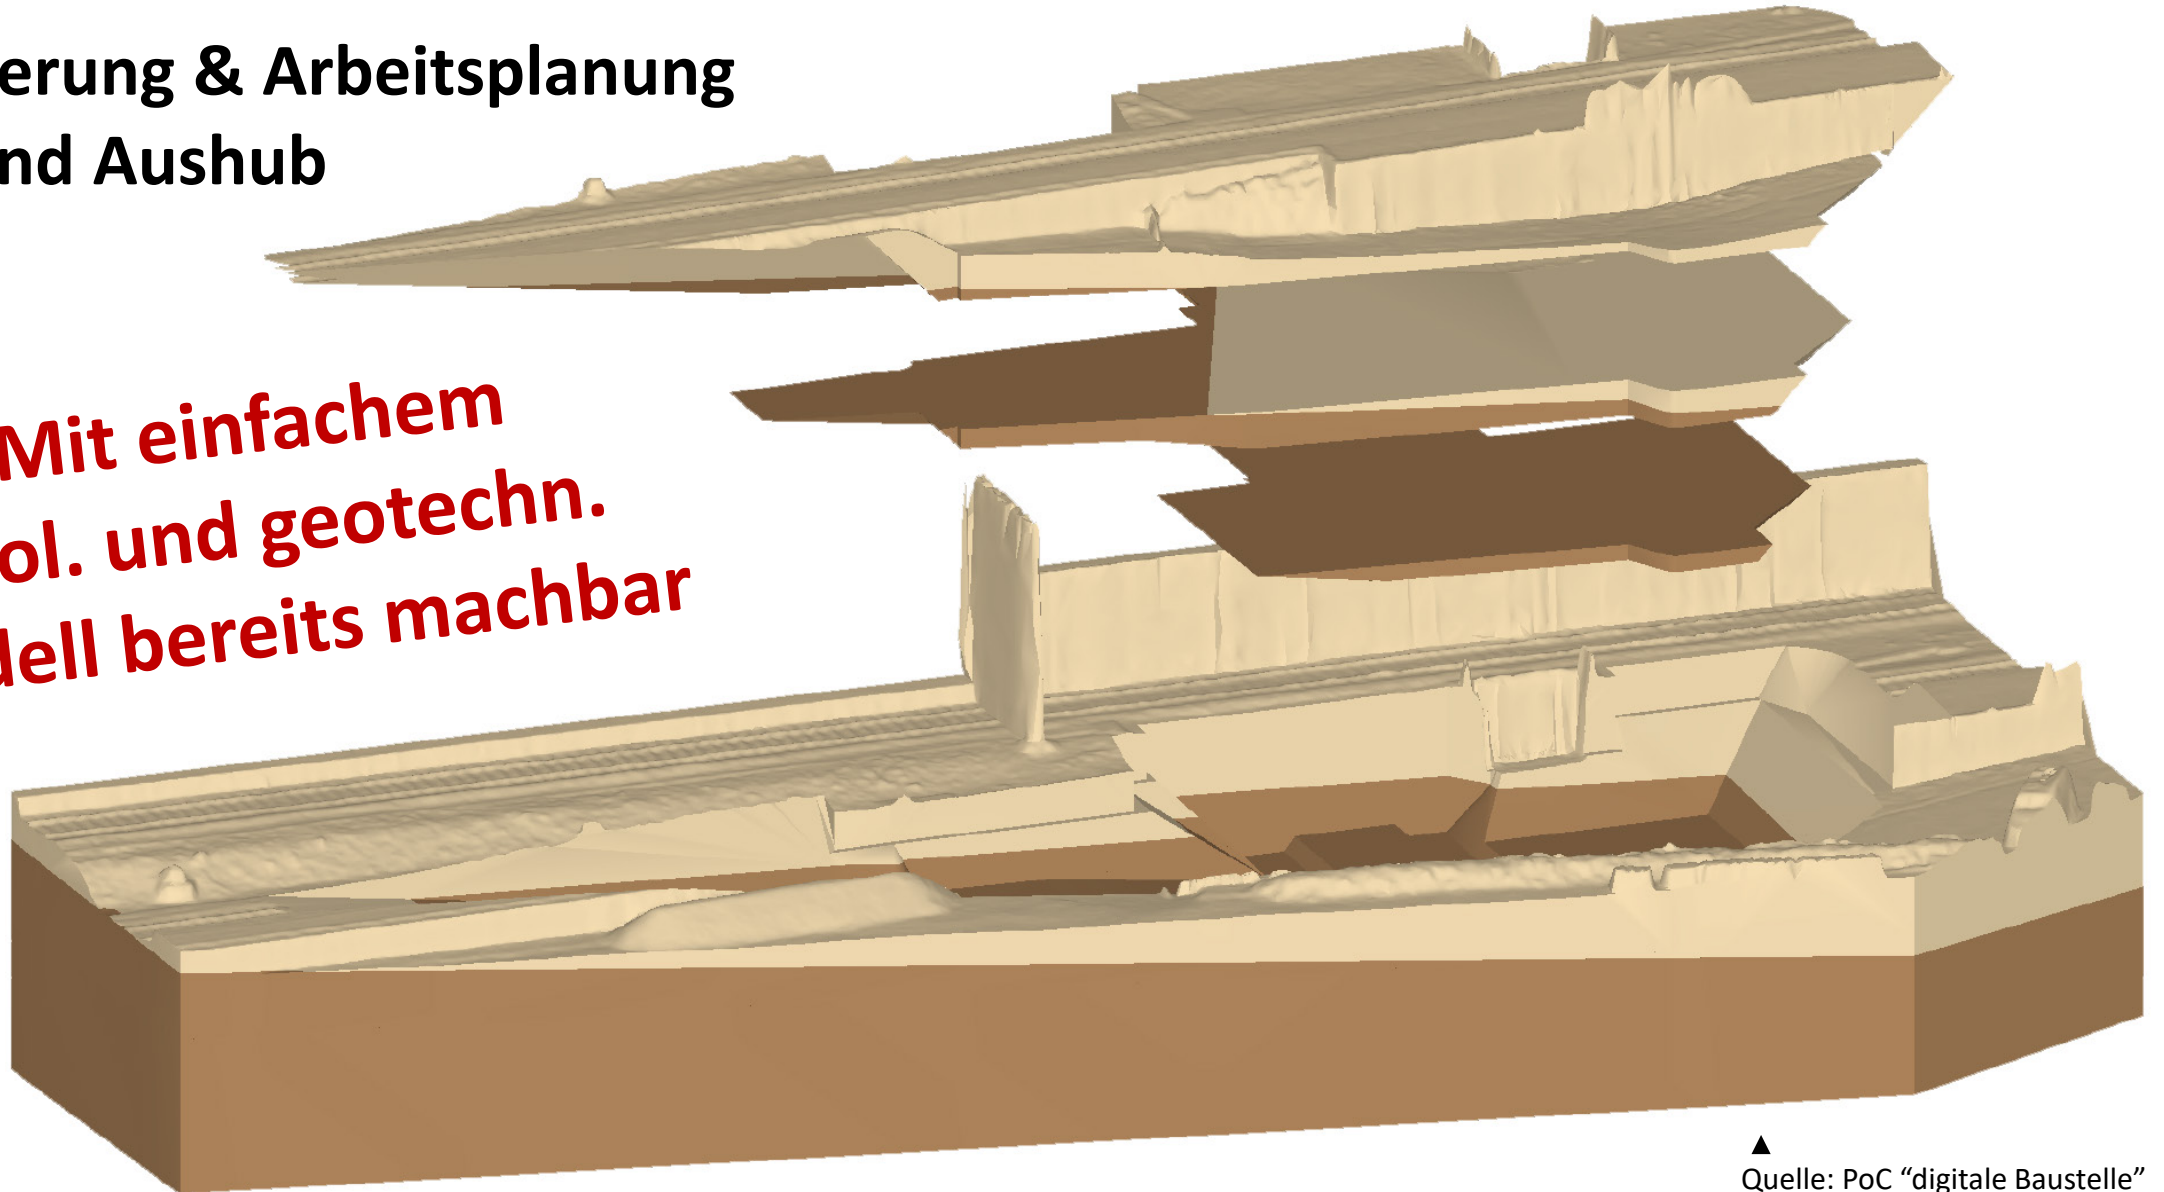 erung & Arbeitsplanung
nd Aushub
Mit einfachem
ol. und geotechn.
dell bereits machbar
▲
Quelle: PoC “digitale Baustelle”